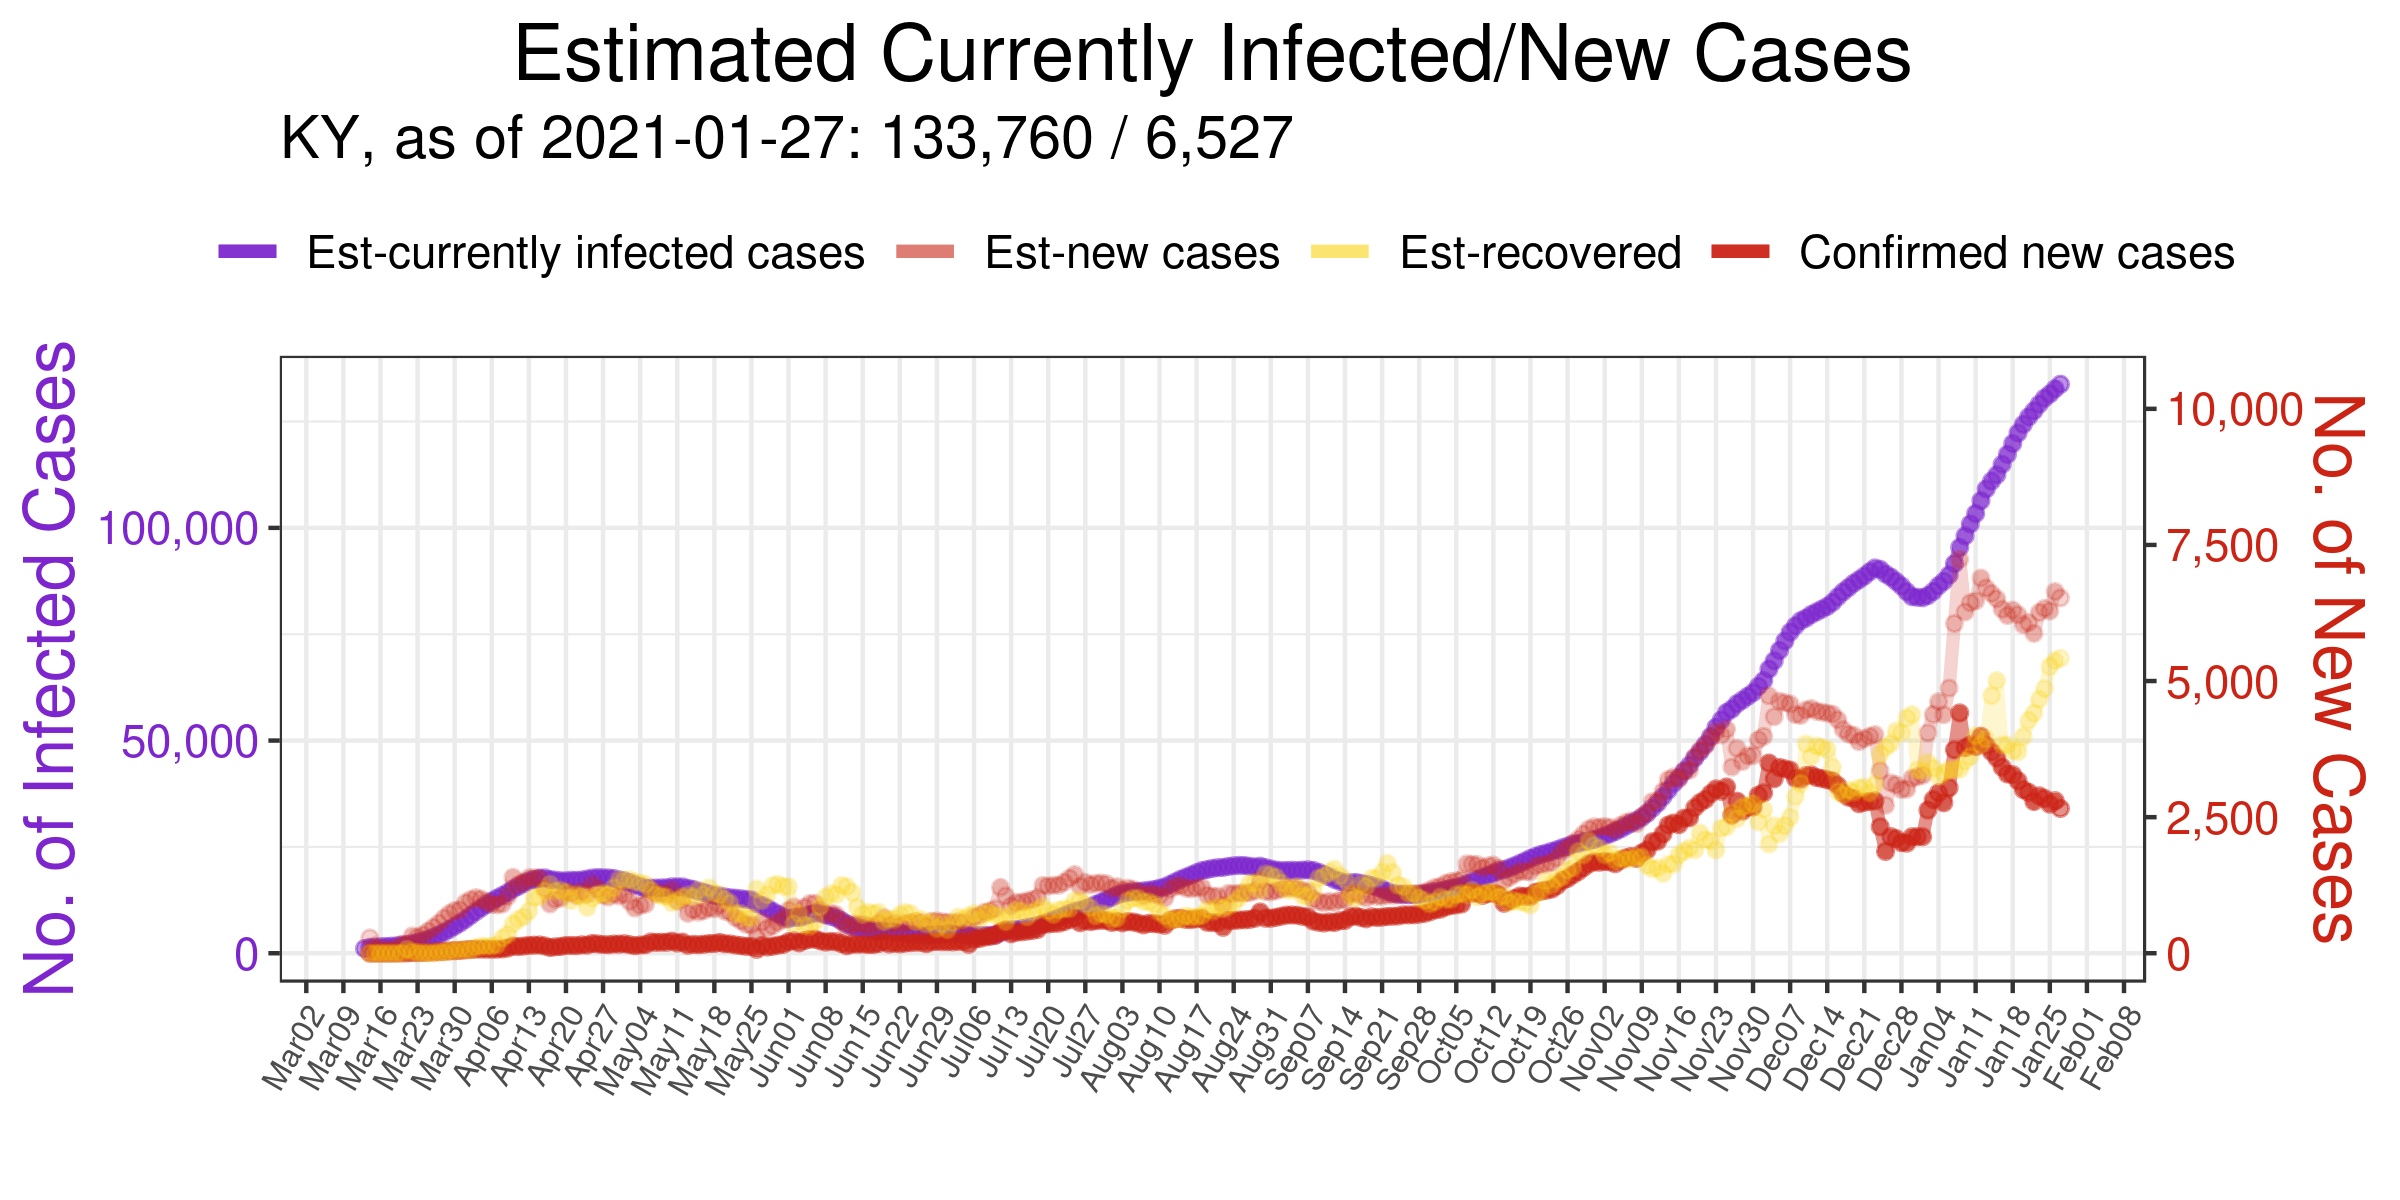 Estimated Currently Infected/New Cases
KY, as of 2021-01-27: 133,760 / 6,527
Est-currently infected cases
Est-new cases
Est-recovered
Confirmed new cases
No. of Infected Cases
100,000
50,000
0
10,000
7,500
5,000
2,500
0
No. of New Cases
Mar02
Mar09
Mar16
Mar23
Mar30
Apr06
Apr13
Apr20
Apr27
May04
May11
May18
May25
Jun01
Jun08
Jun15
Jun22
Jun29
Jul06
Jul13
Jul20
Jul27
Aug03
Aug10
Aug17
Aug24
Aug31
Sep07
Sep14
Sep21
Sep28
Oct05
Oct12
Oct19
Oct26
Nov02
Nov09
Nov16
Nov23
Nov30
Dec07
Dec14
Dec21
Dec28
Jan04
Jan11
Jan18
Jan25
Feb01
Feb08